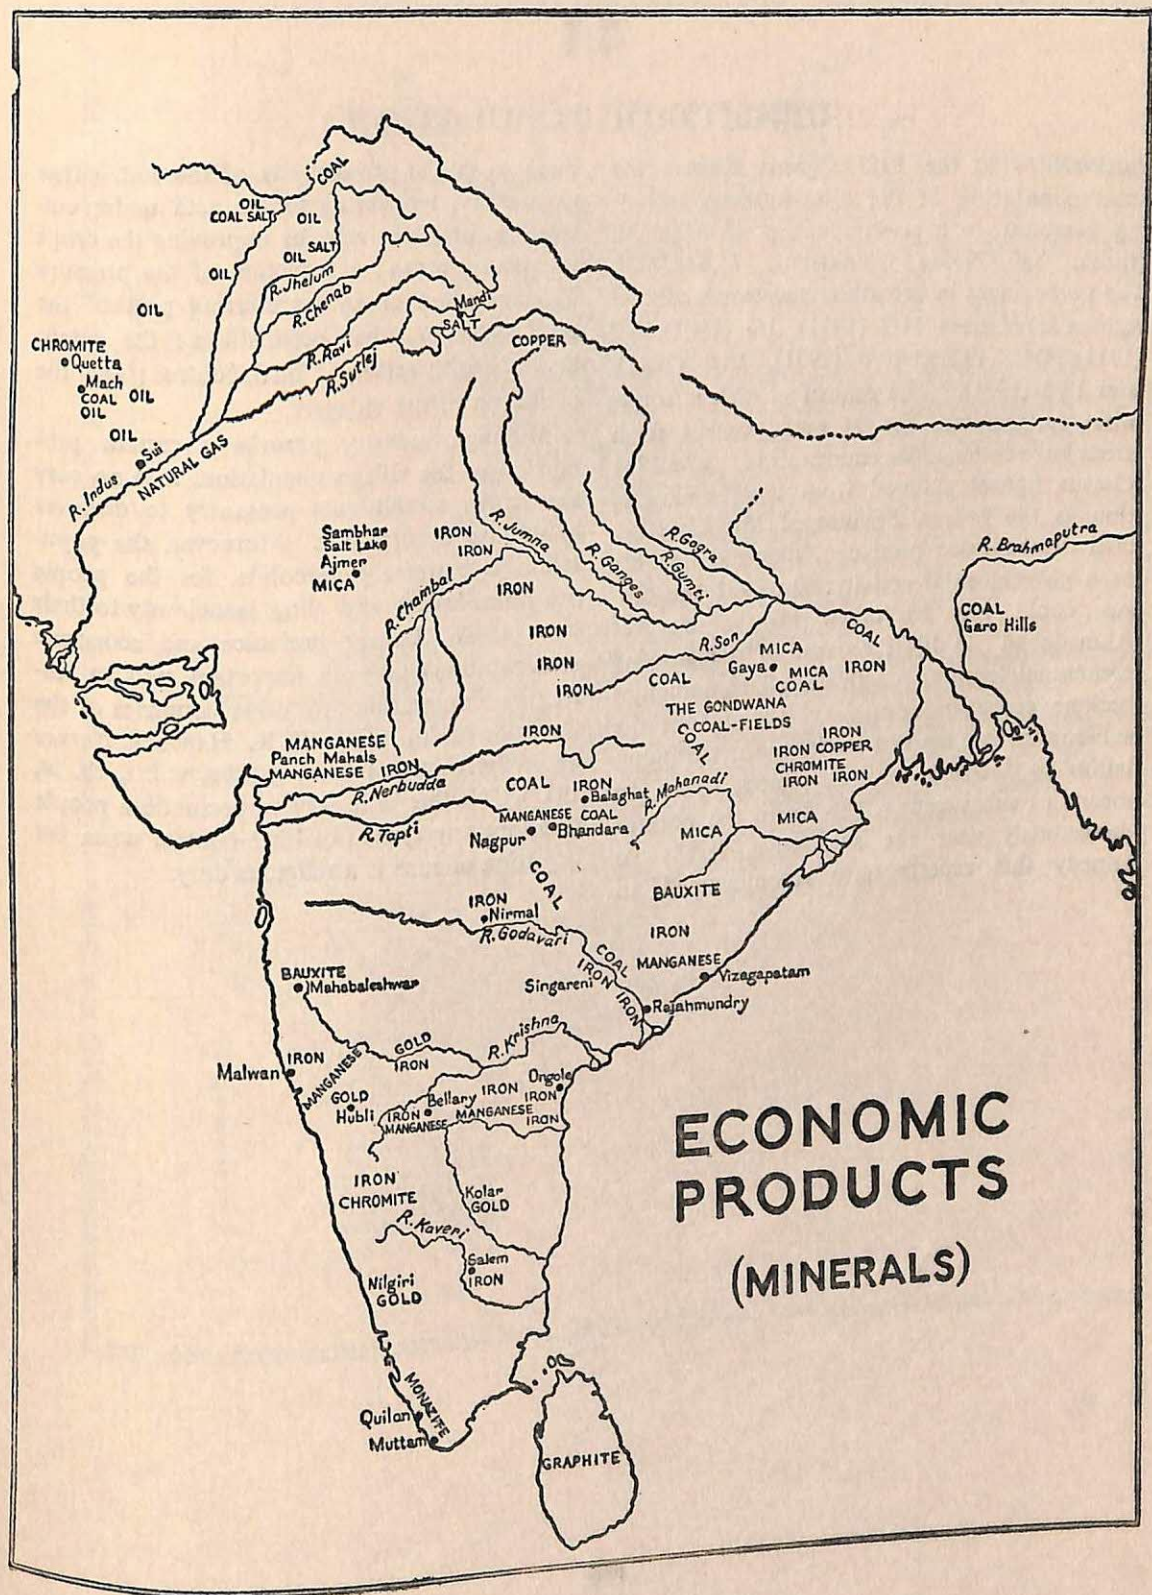 COAL
OIL
COAL SALT
OIL
OIL SALT
OIL
R. Jhelum
OIL
R. Chenab
Mandi
SALT
CHROMITE
Quetta
R. Ravi
COPPER
Mach
COAL OIL
OIL
R. Sutlej
OIL
Sui
NATURAL GAS
R. Indus
Sambhar
Salt Lake
Ajmer
MICA
IRON
IRON
R. Jumna
R. Ganges
R. Gumti
R. Gogra
R. Brahmaputra
R. Chambal
IRON
COAL
Garo Hills
IRON
R. Son
MICA
COAL
IRON
IRON
COAL
Gaya
MICA
IRON
COAL
THE GONDWANA
COAL-FIELDS
COAL
IRON
IRON
IRON COPPER
CHROMITE
IRON IRON
MANGANESE
Panch Mahals
MANGANESE
IRON
R. Nerbudda
COAL
IRON
Balaghat
R. Mahanadi
R. Tapti
MANGANESE COAL
Nagpur
Bhandara
MICA
MICA
COAL
BAUXITE
IRON
Nirmal
R. Godavari
IRON
COAL
MANGANESE
IRON
Vizagapatam
BAUXITE
Mahabaleshwar
Singareni
IRON
Rajahmundry
R. Krishna
GOLD
IRON
IRON
Malwan
MANGANESE
GOLD
Hubli
Bellary
IRON
Ongole
IRON
IRON
MANGANESE
MANGANESE
IRON
IRON
CHROMITE
Kolar
GOLD
R. Kaveri
Salem
IRON
Nilgiri
GOLD
MONAZITE
Quilon
Muttam
GRAPHITE
ECONOMIC
PRODUCTS
(MINERALS)